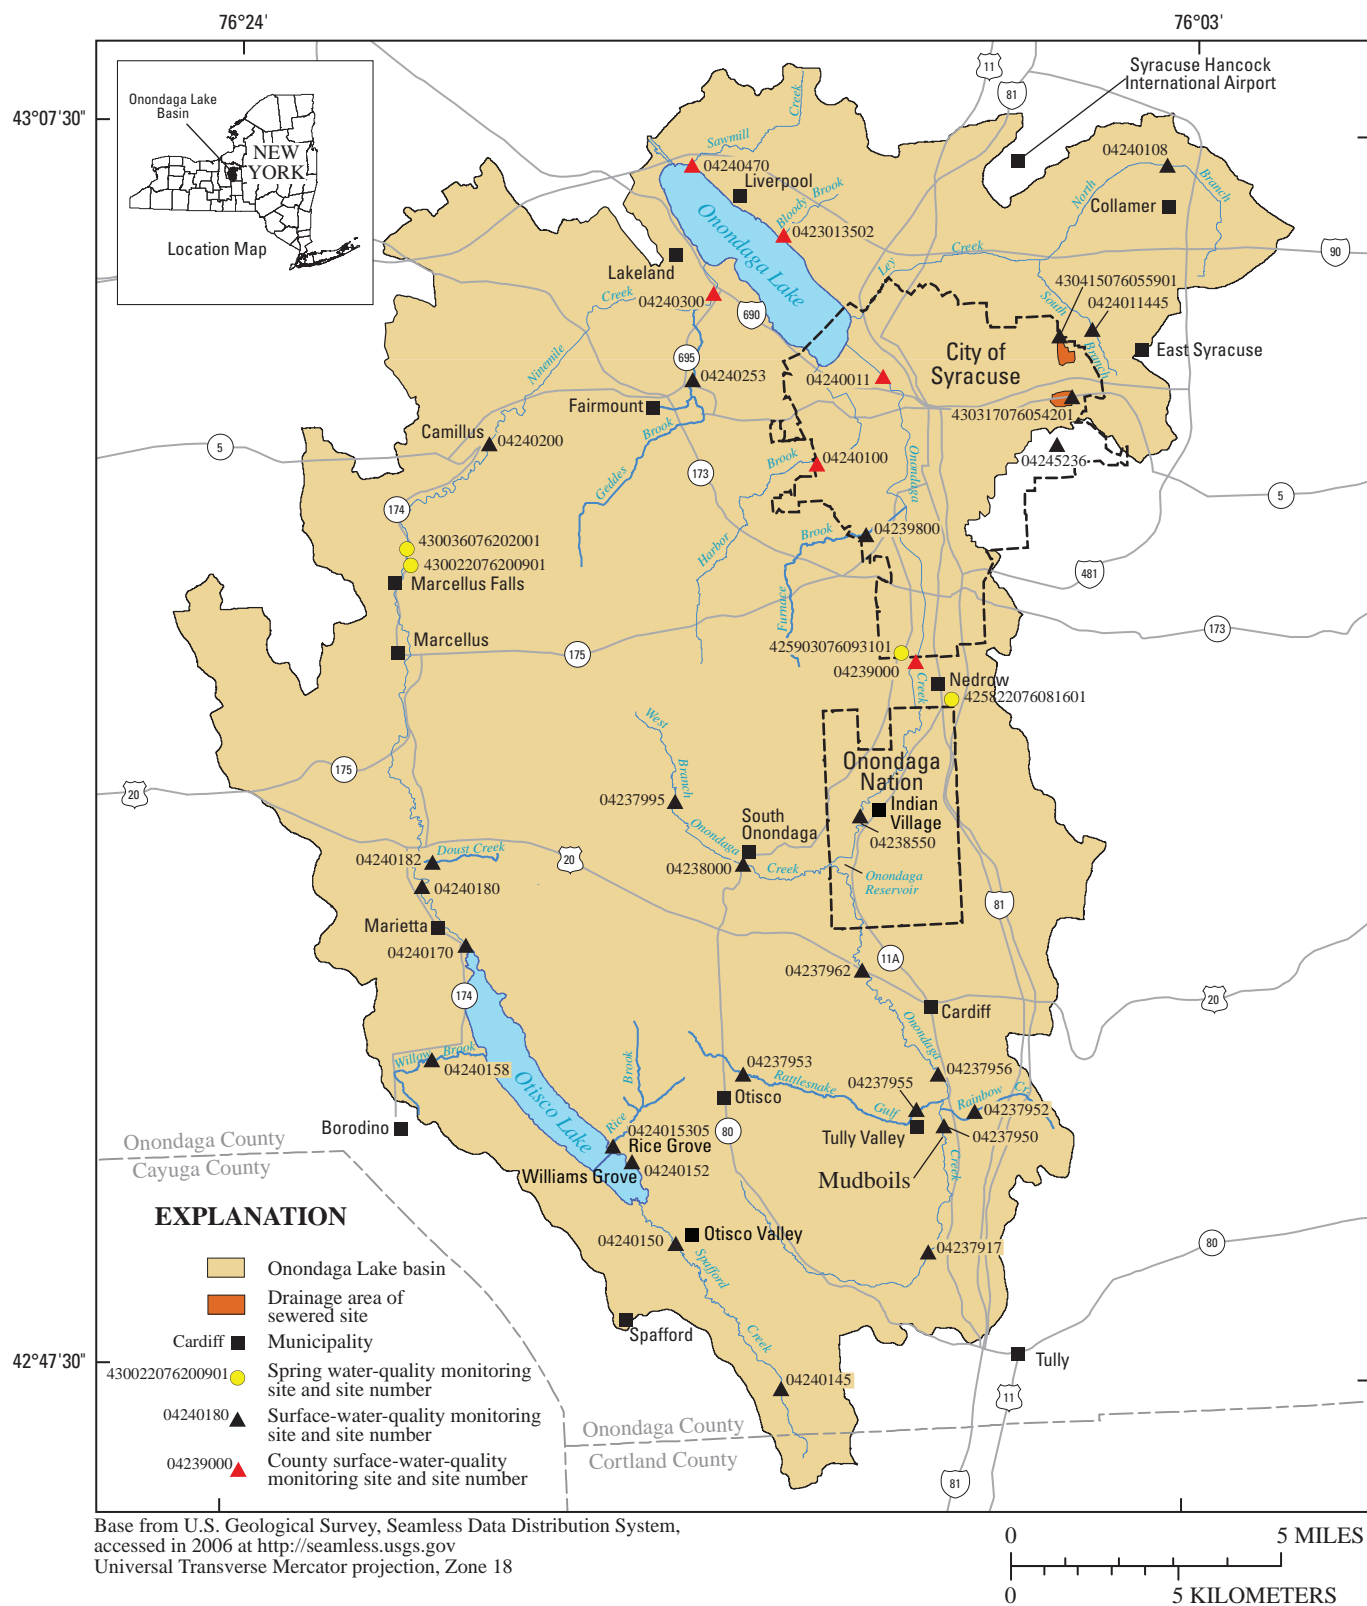 76°24'
76°03'
43°07'30"
42°47'30"
Onondaga Lake
Basin
NEW
YORK
Location Map
11
81
Syracuse Hancock
International Airport
Creek
Sawmill
04240470
Liverpool
Bloody Brook
0423013502
Onondaga Lake
04240108
North
Branch
Collamer
90
Ley
Creek
Lakeland
Creek
04240300
690
430415076055901
0424011445
South
Branch
East Syracuse
City of
Syracuse
Ninemile
695
04240253
04240011
Fairmount
Brook
430317076054201
04245236
Camillus
04240200
5
Geddes
173
Brook
04240100
Onondaga
5
174
Harbor
Brook
04239800
430036076202001
430022076200901
Marcellus Falls
481
Furnace
173
Marcellus
175
425903076093101
04239000
Creek
Nedrow
425822076081601
West
Branch
Onondaga
Nation
175
20
04237995
Indian
Village
South
Onondaga
Onondaga
04238550
04240182
Doust Creek
20
04238000
Creek
Onondaga
Reservoir
04240180
81
Marietta
04240170
11A
04237962
174
20
Cardiff
Onondaga
Willow
Brook
04240158
Brook
04237953
Rattlesnake
04237956
04237955
Rainbow
Cr
Otisco
Gulf
04237952
Otisco Lake
Rice
Borodino
0424015305
Rice Grove
80
Tully Valley
04237950
Onondaga County
Cayuga County
Williams Grove
04240152
Mudboils
Creek
Otisco Valley
04240150
04237917
80
Spafford
Creek
Spafford
Tully
04240145
11
Onondaga County
Cortland County
81
EXPLANATION
Onondaga Lake basin
Drainage area of
sewered site
Cardiff
Municipality
430022076200901
Spring water-quality monitoring
site and site number
04240180
Surface-water-quality monitoring
site and site number
04239000
County surface-water-quality
monitoring site and site number
Base from U.S. Geological Survey, Seamless Data Distribution System,
accessed in 2006 at http://seamless.usgs.gov
Universal Transverse Mercator projection, Zone 18
0
5 MILES
0
5 KILOMETERS